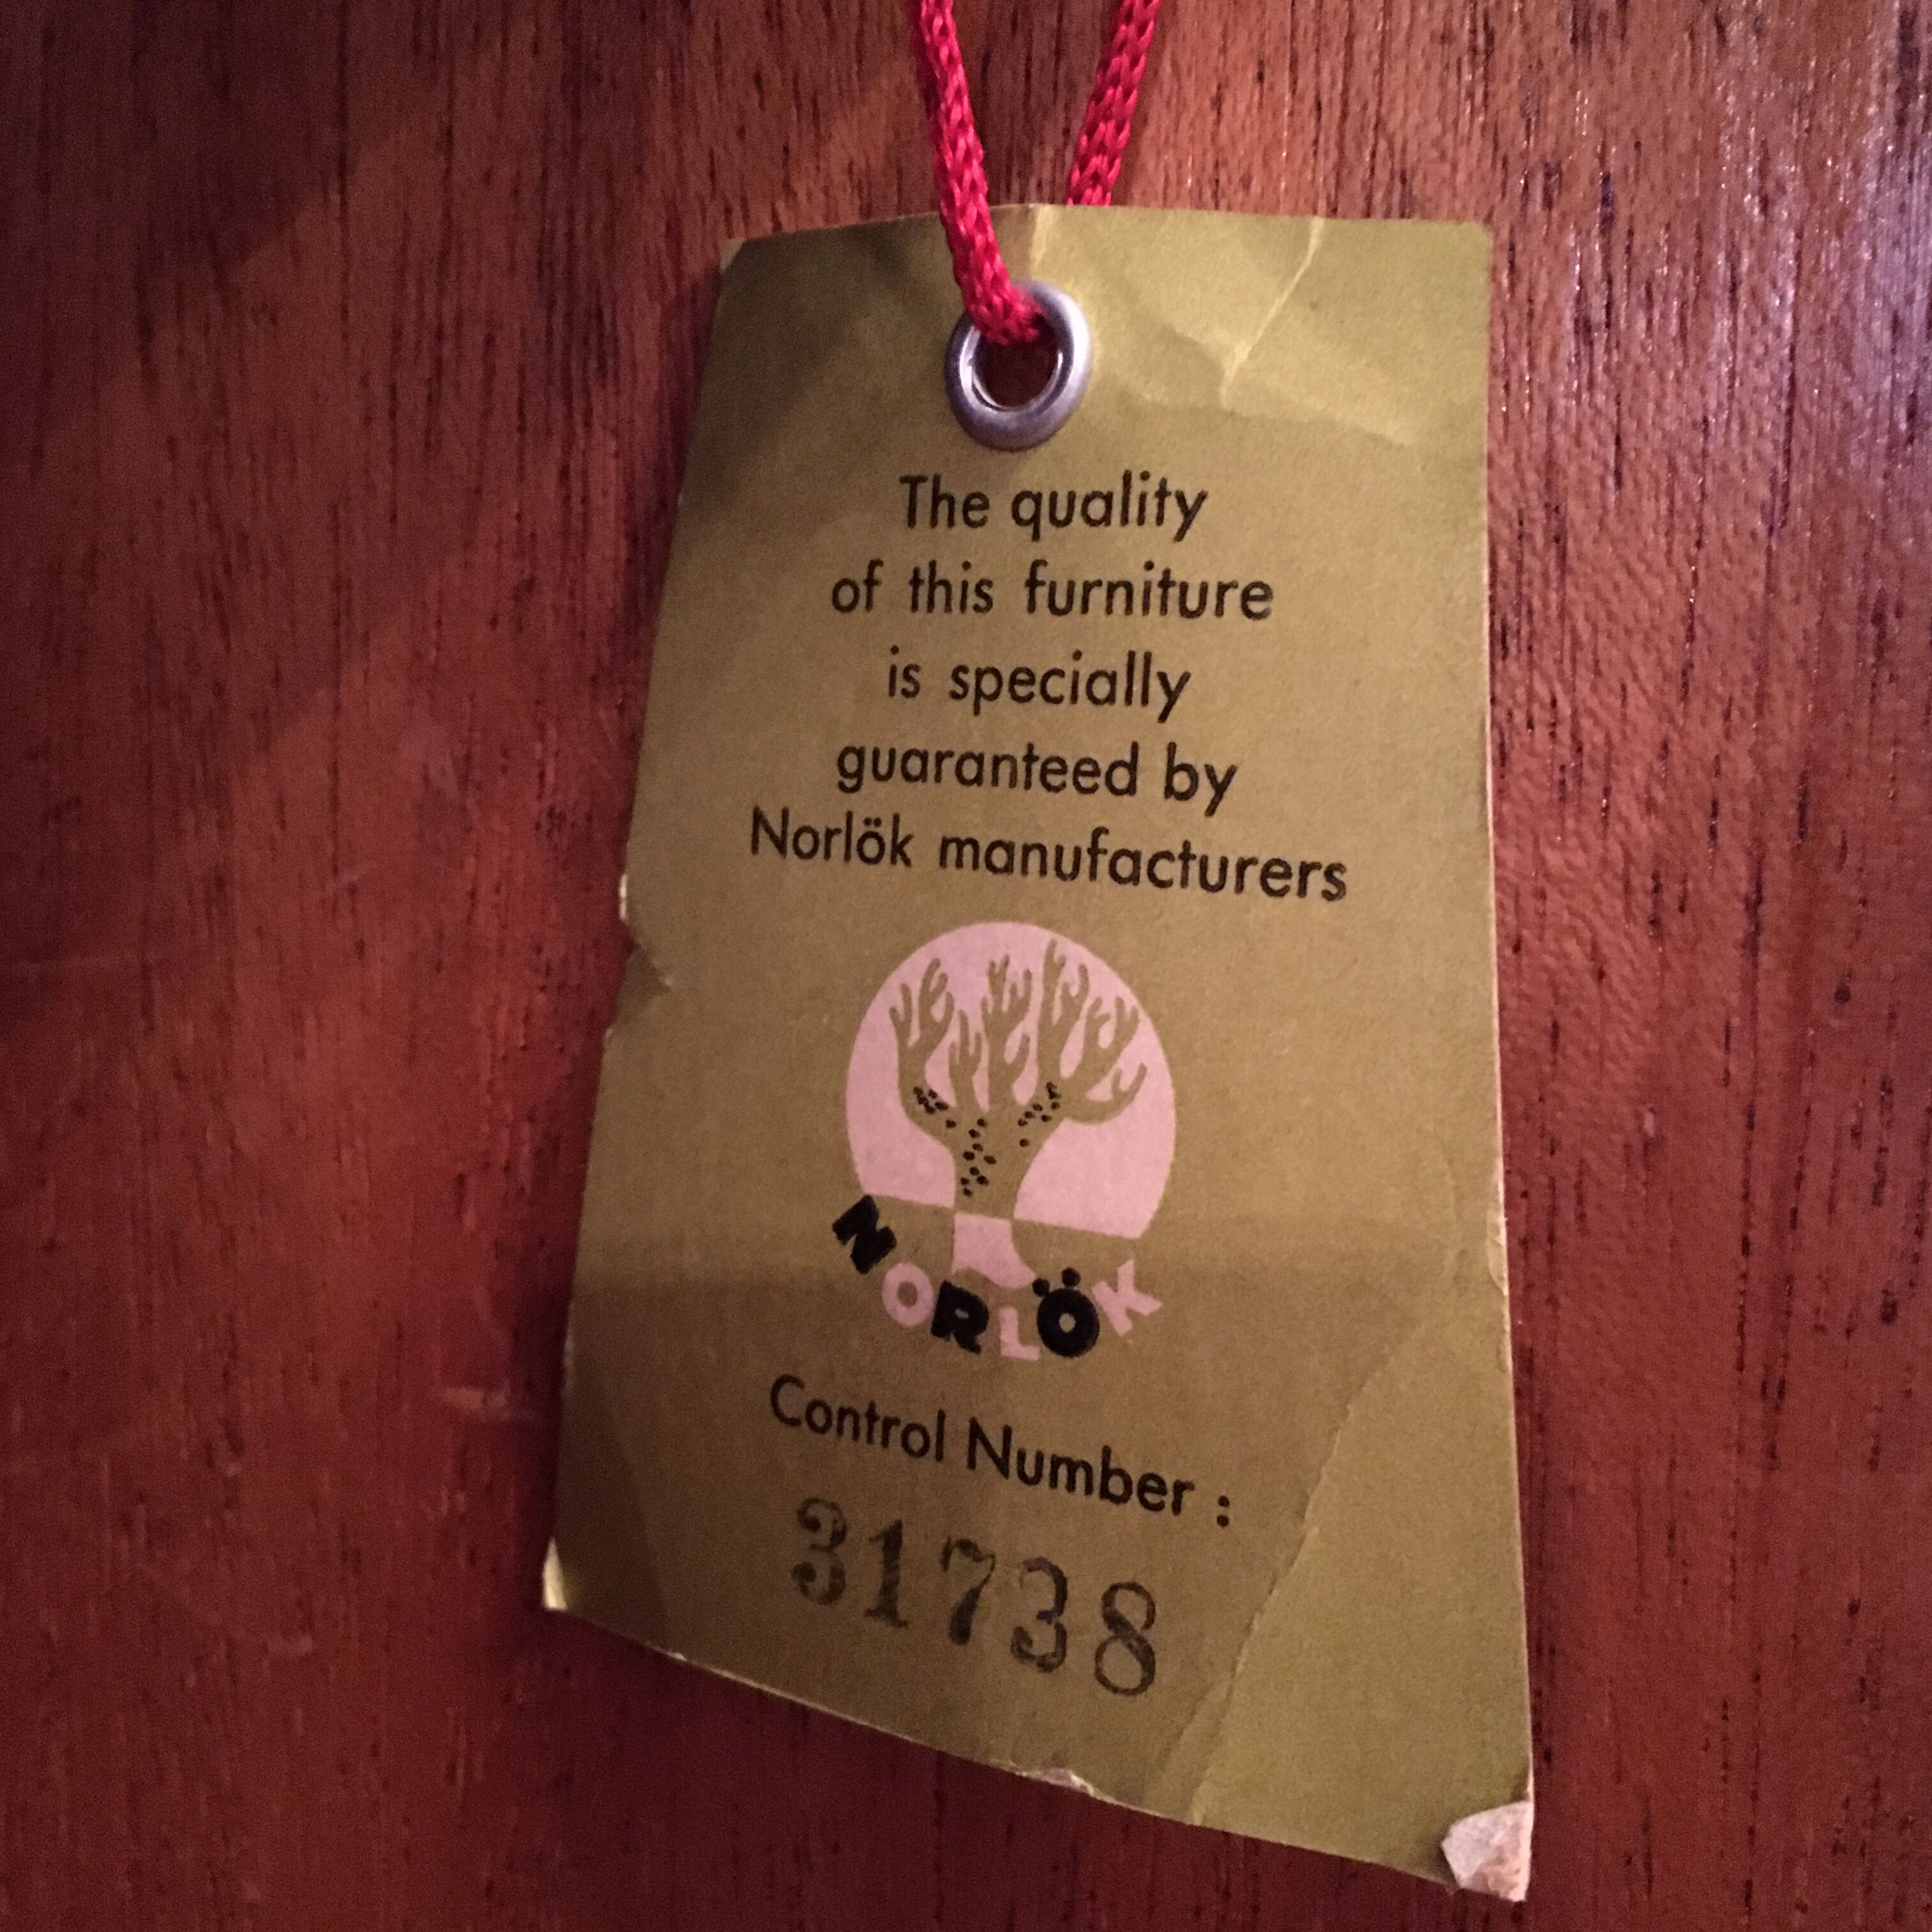 The quality
of this furniture
is specially
guaranteed by
Norlök manufacturers
NORLÖK
Control Number :
31738